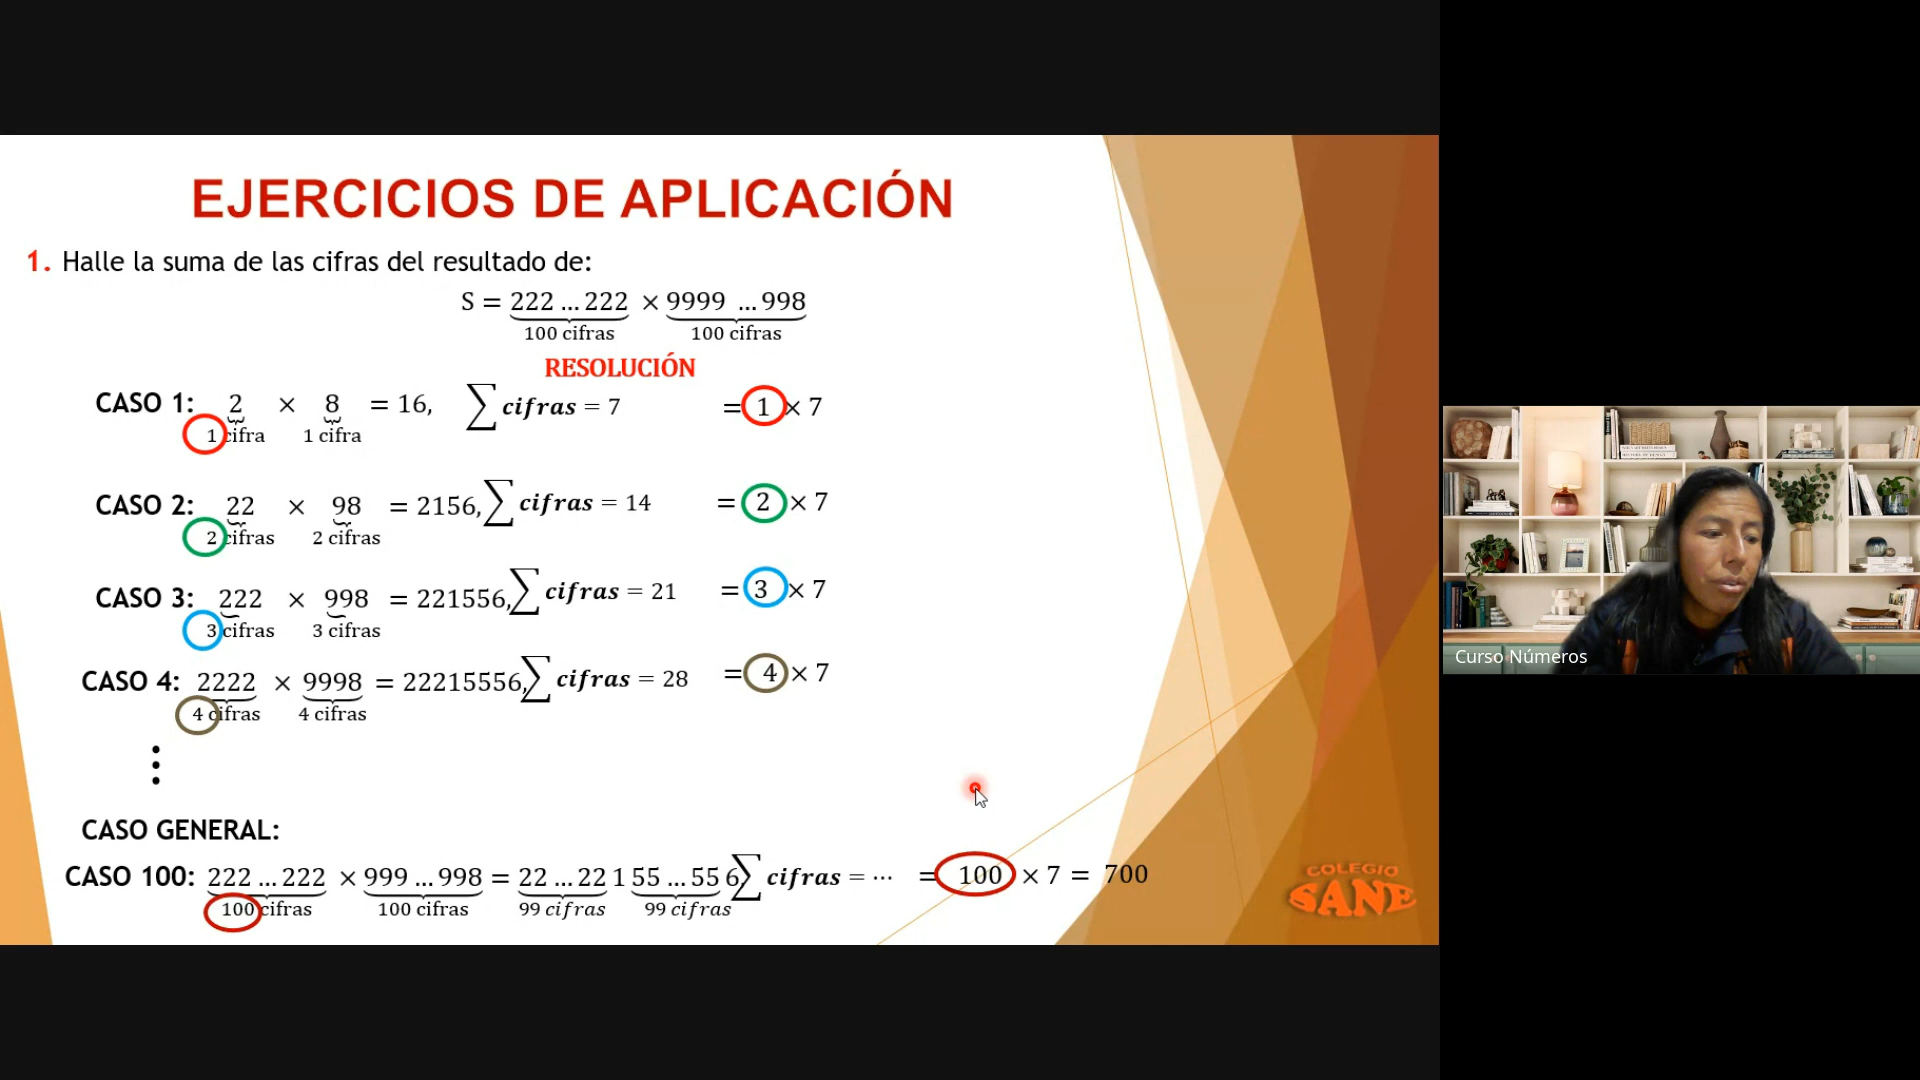 EJERCICIOS DE APLICACIÓN
1. Halle la suma de las cifras del resultado de:
S = 222 ... 222 × 9999 ... 998
100 cifras 100 cifras
RESOLUCIÓN
CASO 1: 2 × 8 = 16, ∑ cifras = 7 = 1 × 7
1 cifra 1 cifra
CASO 2: 22 × 98 = 2156, ∑ cifras = 14 = 2 × 7
2 cifras 2 cifras
CASO 3: 222 × 998 = 221556, ∑ cifras = 21 = 3 × 7
3 cifras 3 cifras
CASO 4: 2222 × 9998 = 22215556, ∑ cifras = 28 = 4 × 7
4 cifras 4 cifras
⋮
CASO GENERAL:
CASO 100: 222 ... 222 × 999 ... 998 = 22 ... 22 1 55 ... 55 6 ∑ cifras = ⋯ = 100 × 7 = 700
100 cifras 100 cifras 99 cifras 99 cifras
COLEGIO
SANE
Curso Números